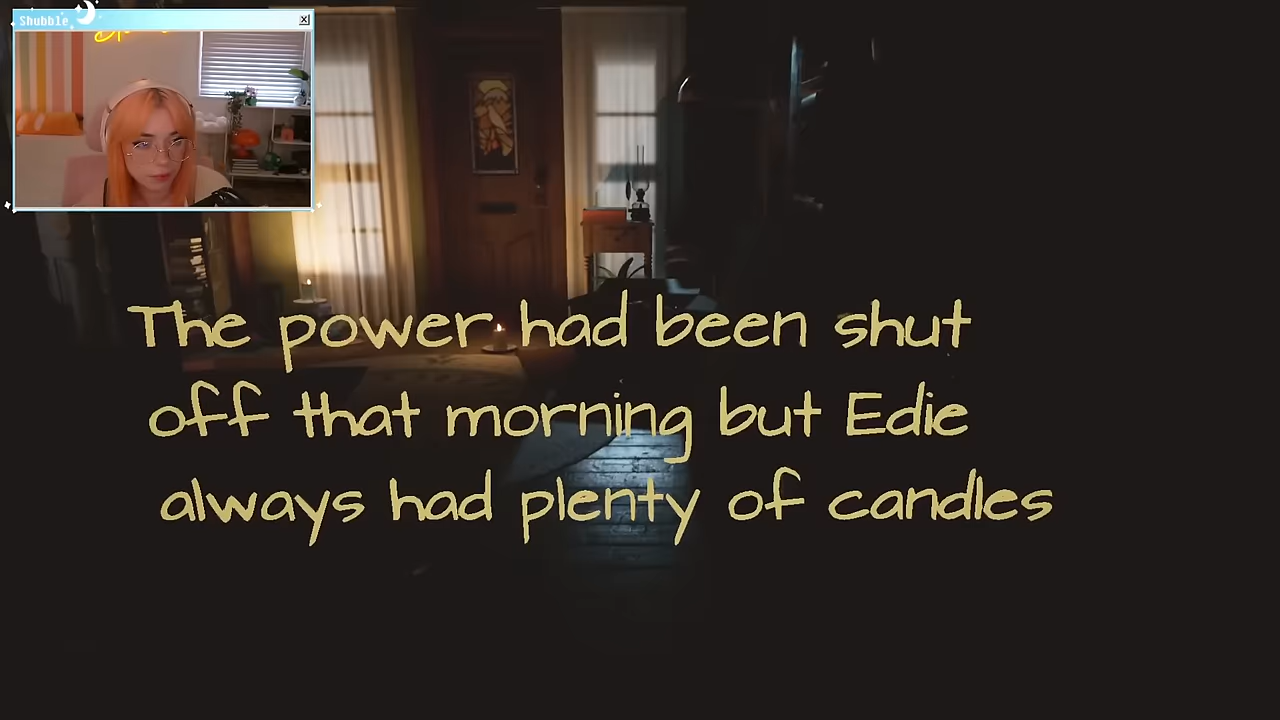 Shubble
The power had been shut
off that morning but Edie
always had plenty of candles